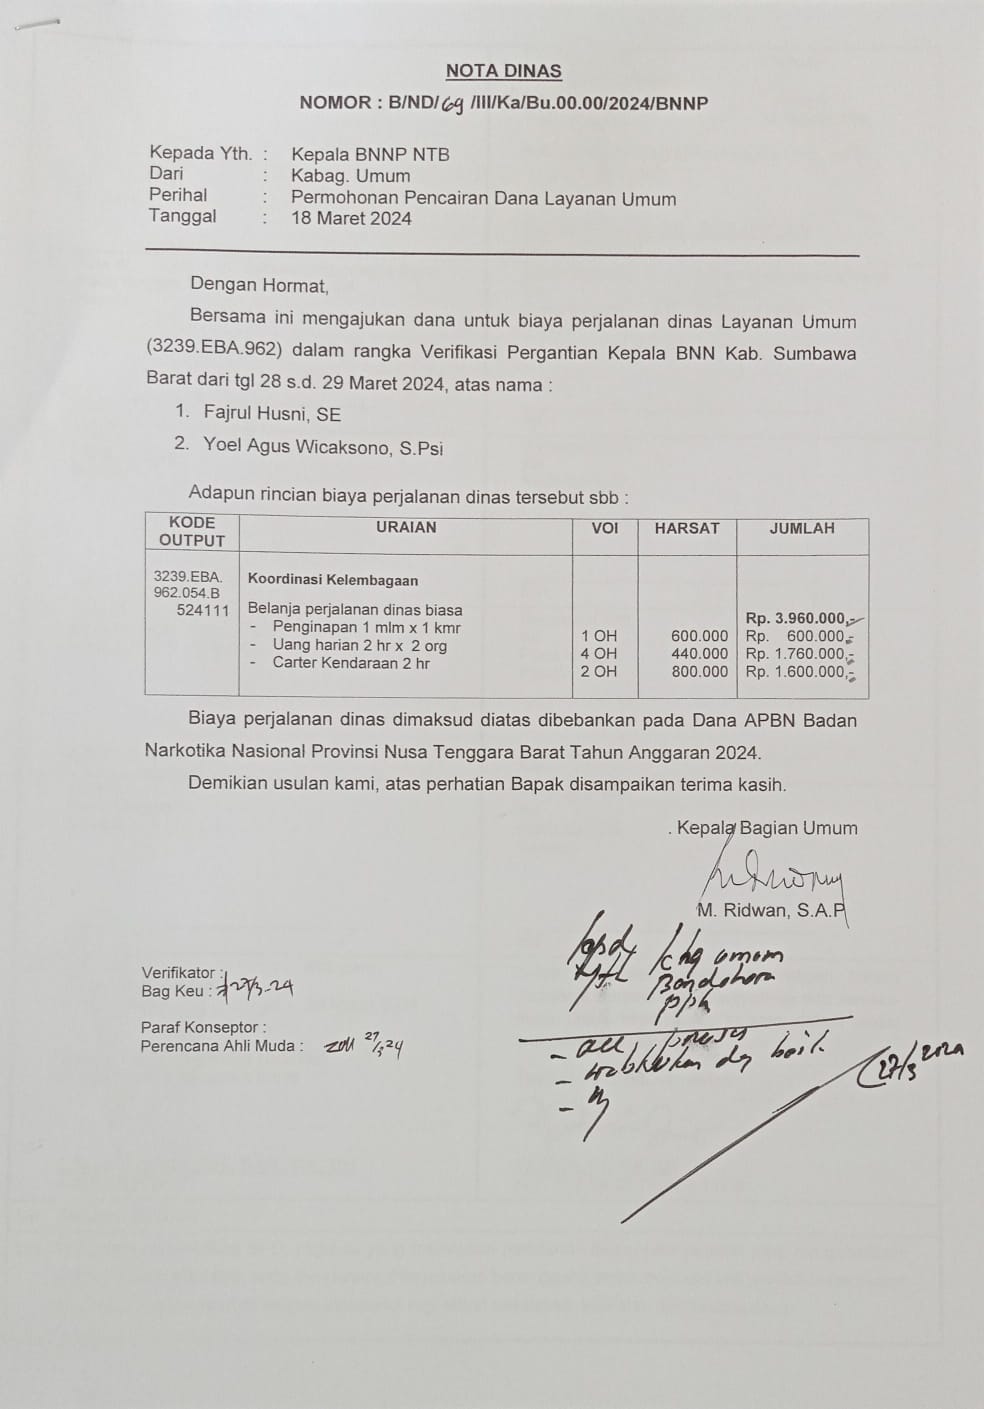 NOTA DINAS
NOMOR : B/ND/69 /III/Ka/Bu.00.00/2024/BNNP
Kepada Yth. : Kepala BNNP NTB
Dari : Kabag. Umum
Perihal : Permohonan Pencairan Dana Layanan Umum
Tanggal : 18 Maret 2024
Dengan Hormat,
Bersama ini mengajukan dana untuk biaya perjalanan dinas Layanan Umum
(3239.EBA.962) dalam rangka Verifikasi Pergantian Kepala BNN Kab. Sumbawa
Barat dari tgl 28 s.d. 29 Maret 2024, atas nama :
1. Fajrul Husni, SE
2. Yoel Agus Wicaksono, S.Psi
Adapun rincian biaya perjalanan dinas tersebut sbb :
KODE OUTPUT URAIAN VOl HARSAT JUMLAH
3239.EBA. Koordinasi Kelembagaan
962.054.B
524111 Belanja perjalanan dinas biasa Rp. 3.960.000,-
- Penginapan 1 mlm x 1 kmr 1 OH 600.000 Rp. 600.000,-
- Uang harian 2 hr x 2 org 4 OH 440.000 Rp. 1.760.000,-
- Carter Kendaraan 2 hr 2 OH 800.000 Rp. 1.600.000,-
Biaya perjalanan dinas dimaksud diatas dibebankan pada Dana APBN Badan
Narkotika Nasional Provinsi Nusa Tenggara Barat Tahun Anggaran 2024.
Demikian usulan kami, atas perhatian Bapak disampaikan terima kasih.
. Kepala Bagian Umum
M. Ridwan, S.A.P
Kpd Kbg umum
Yth Bendahara
PPK
- acc, proses
- dg baik
27/3 2024
Verifikator :
Bag Keu : 27/3-24
Paraf Konseptor :
Perencana Ahli Muda : 27/3 24